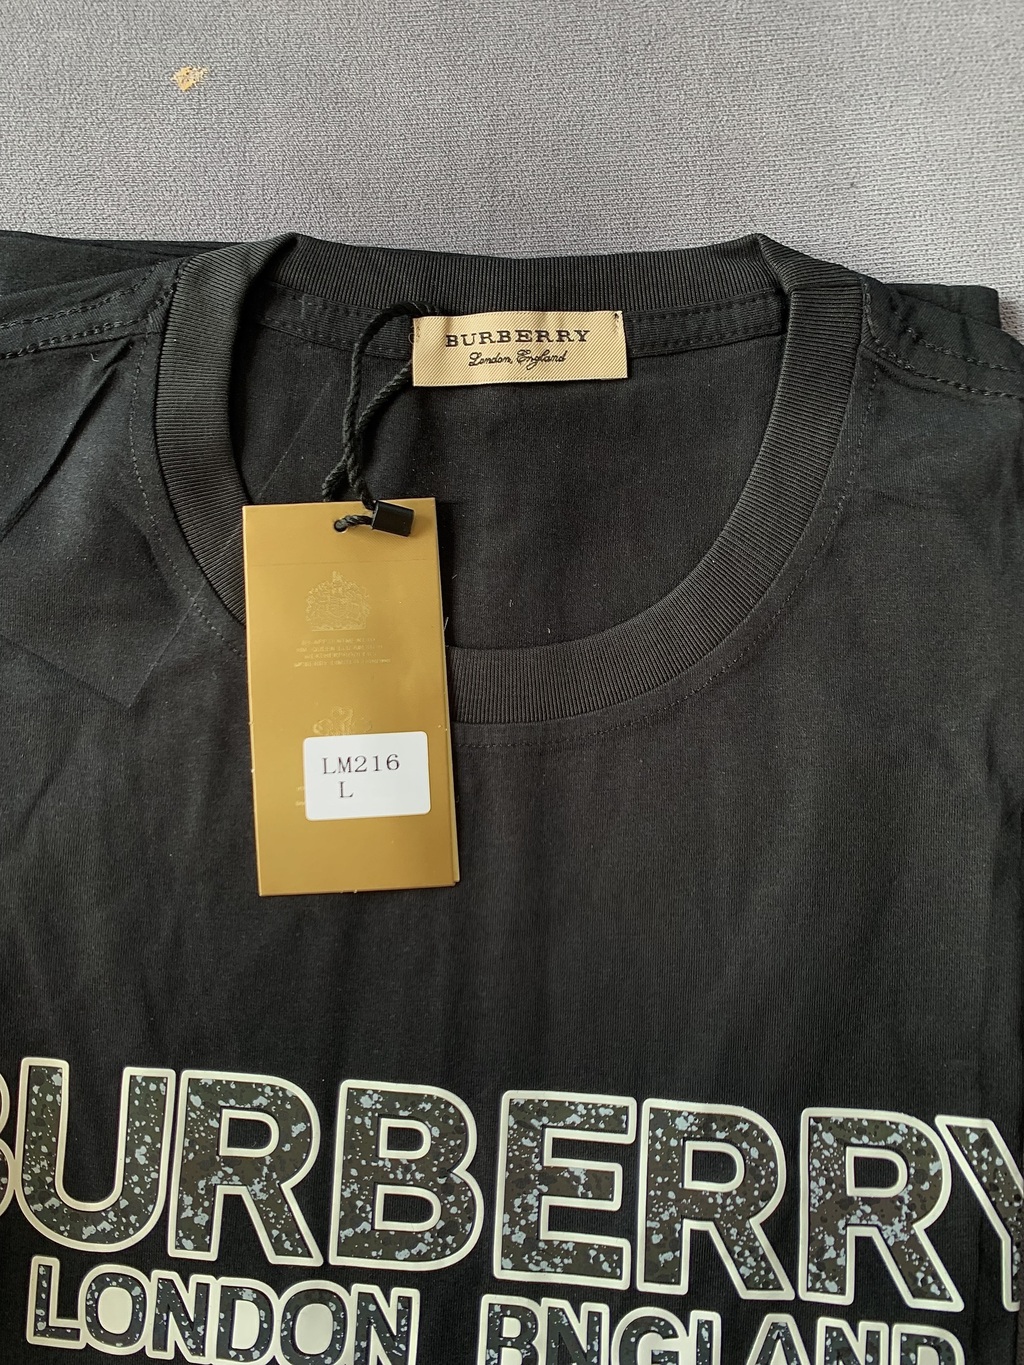 BURBERRY
London, England
LM216
L
BURBERRY
LONDON BNGLAND